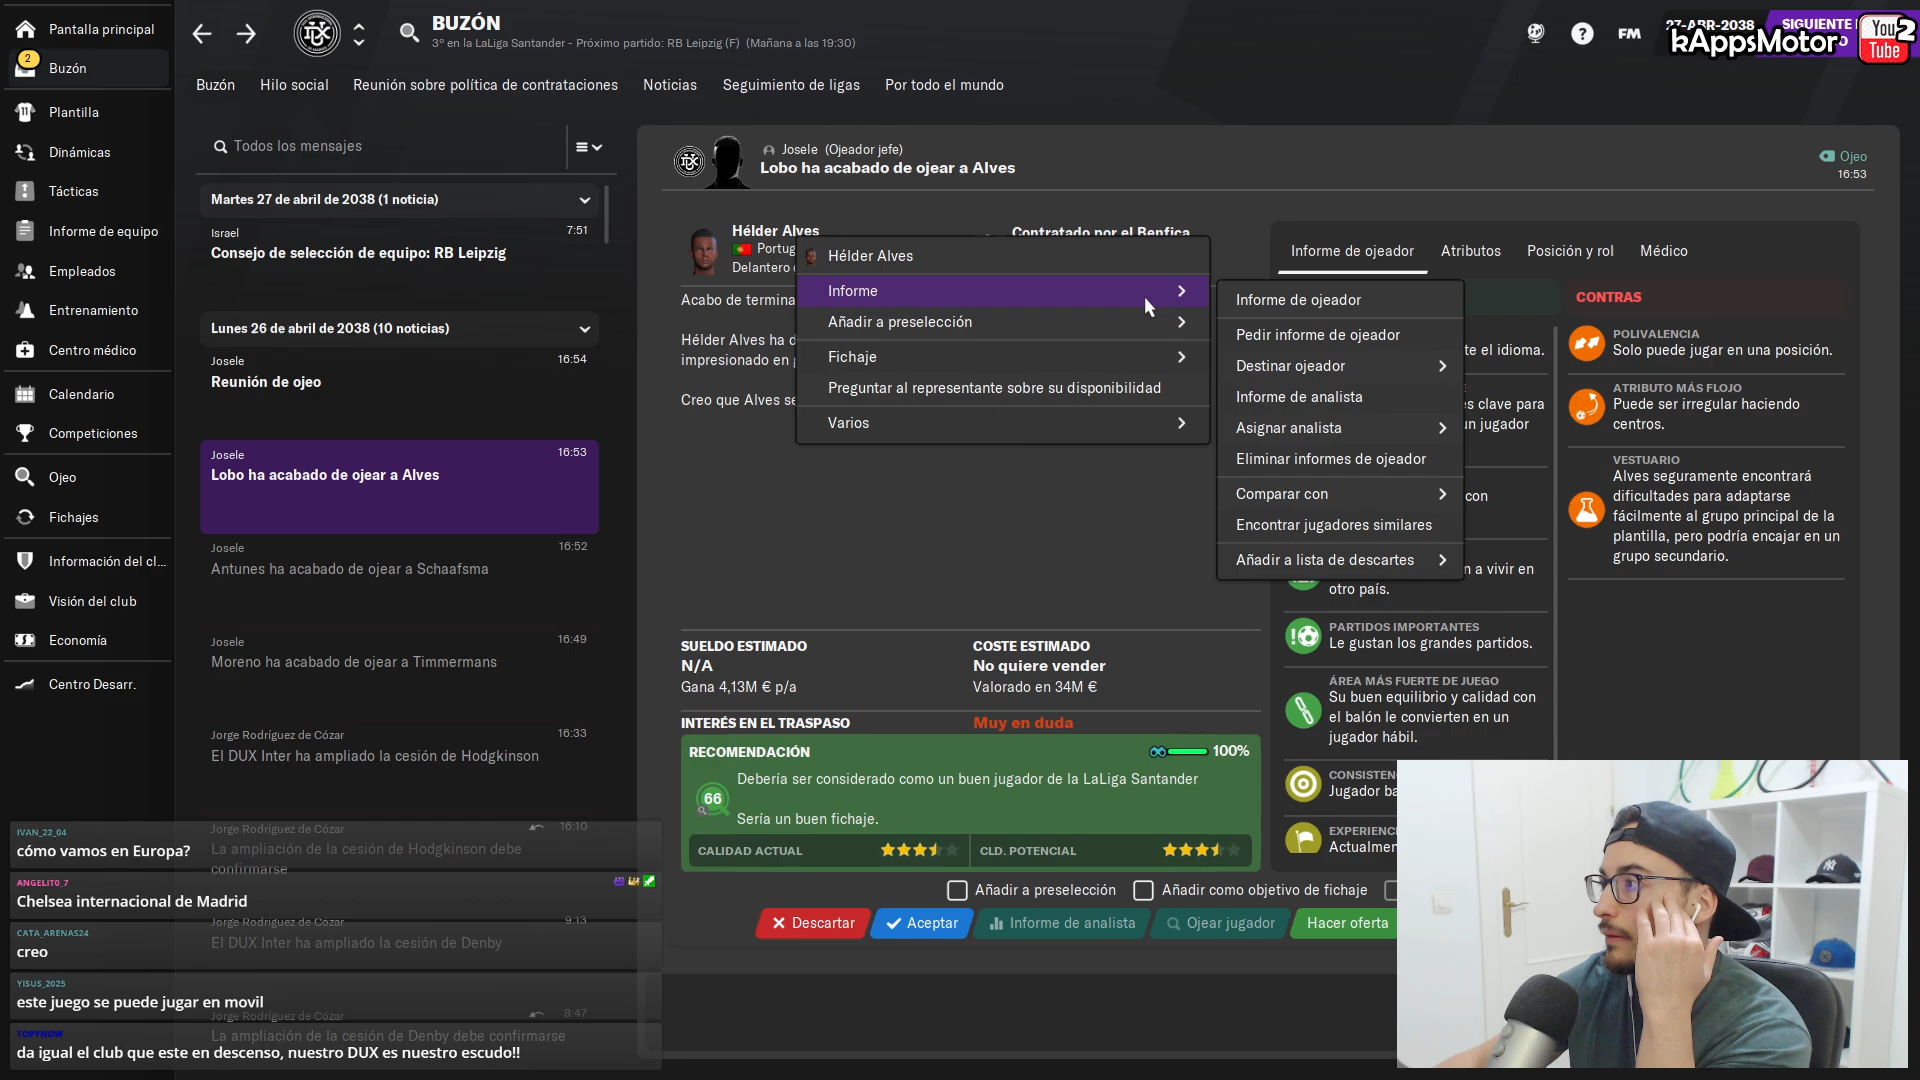 Pantalla principal
2
Buzón
Plantilla
Dinámicas
Tácticas
Informe de equipo
Empleados
Entrenamiento
Centro médico
Calendario
Competiciones
Ojeo
Fichajes
Información del cl...
Visión del club
Economía
Centro Desarr.
BUZÓN
3º en la LaLiga Santander - Próximo partido: RB Leipzig (F) (Mañana a las 19:30)
FM
27-ABR-2038
SIGUIENTE
kAppsMotor
You2
Tube
Buzón
Hilo social
Reunión sobre política de contrataciones
Noticias
Seguimiento de ligas
Por todo el mundo
Todos los mensajes
Martes 27 de abril de 2038 (1 noticia)
Israel 7:51
Consejo de selección de equipo: RB Leipzig
Lunes 26 de abril de 2038 (10 noticias)
Josele 16:54
Reunión de ojeo
Josele 16:53
Lobo ha acabado de ojear a Alves
Josele 16:52
Antunes ha acabado de ojear a Schaafsma
Josele 16:49
Moreno ha acabado de ojear a Timmermans
Jorge Rodríguez de Cózar 16:33
El DUX Inter ha ampliado la cesión de Hodgkinson
Jorge Rodríguez de Cózar 16:10
La ampliación de la cesión de Hodgkinson debe
confirmarse
Jorge Rodríguez de Cózar 9:13
El DUX Inter ha ampliado la cesión de Denby
Jorge Rodríguez de Cózar 8:47
La ampliación de la cesión de Denby debe confirmarse
IVAN_22_04
cómo vamos en Europa?
ANGELIT0_7
Chelsea internacional de Madrid
CATA_ARENAS24
creo
YISUS_2025
este juego se puede jugar en movil
TOPYNOW
da igual el club que este en descenso, nuestro DUX es nuestro escudo!!
Josele (Ojeador jefe)
Lobo ha acabado de ojear a Alves
Ojeo
16:53
Hélder Alves
Portug
Delantero
Contratado por el Benfica
Acabo de termina
Hélder Alves ha d
impresionado en
Creo que Alves se
Hélder Alves
Informe
Añadir a preselección
Fichaje
Preguntar al representante sobre su disponibilidad
Varios
Informe de ojeador
Pedir informe de ojeador
Destinar ojeador
Informe de analista
Asignar analista
Eliminar informes de ojeador
Comparar con
Encontrar jugadores similares
Añadir a lista de descartes
Informe de ojeador
Atributos
Posición y rol
Médico
te el idioma.
es clave para
un jugador
con
n a vivir en
otro país.
PARTIDOS IMPORTANTES
Le gustan los grandes partidos.
ÁREA MÁS FUERTE DE JUEGO
Su buen equilibrio y calidad con
el balón le convierten en un
jugador hábil.
CONSISTENC
Jugador ba
EXPERIENC
Actualmen
CONTRAS
POLIVALENCIA
Solo puede jugar en una posición.
ATRIBUTO MÁS FLOJO
Puede ser irregular haciendo
centros.
VESTUARIO
Alves seguramente encontrará
dificultades para adaptarse
fácilmente al grupo principal de la
plantilla, pero podría encajar en un
grupo secundario.
SUELDO ESTIMADO
N/A
Gana 4,13M € p/a
COSTE ESTIMADO
No quiere vender
Valorado en 34M €
INTERÉS EN EL TRASPASO
Muy en duda
RECOMENDACIÓN
100%
66
Debería ser considerado como un buen jugador de la LaLiga Santander
Sería un buen fichaje.
CALIDAD ACTUAL
CLD. POTENCIAL
Añadir a preselección
Añadir como objetivo de fichaje
Descartar
Aceptar
Informe de analista
Ojear jugador
Hacer oferta